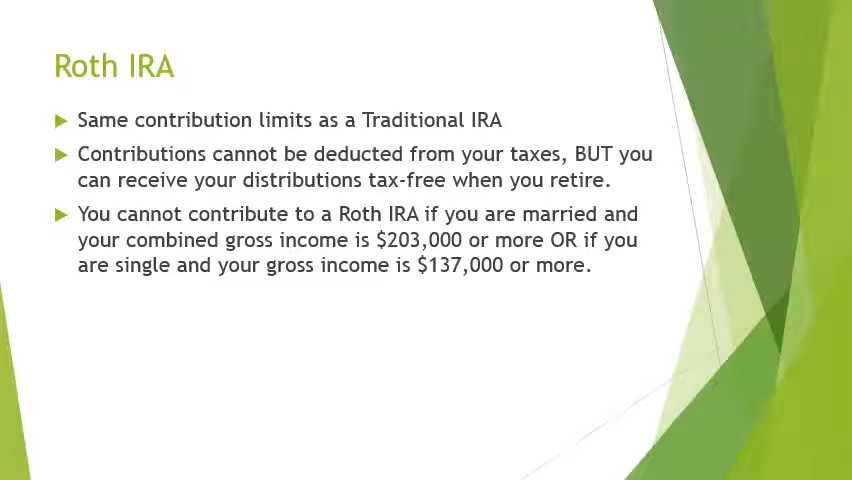 Roth IRA
Same contribution limits as a Traditional IRA
Contributions cannot be deducted from your taxes, BUT you
can receive your distributions tax-free when you retire.
You cannot contribute to a Roth IRA if you are married and
your combined gross income is $203,000 or more OR if you
are single and your gross income is $137,000 or more.